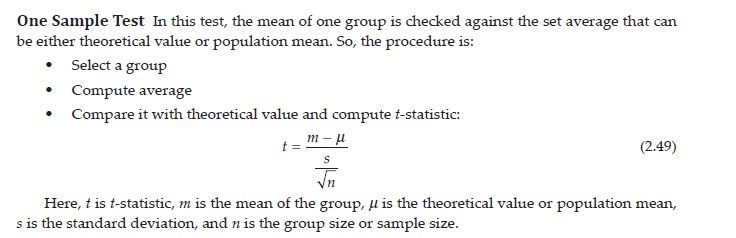 One Sample Test In this test, the mean of one group is checked against the set average that can
be either theoretical value or population mean. So, the procedure is:
• Select a group
• Compute average
• Compare it with theoretical value and compute t-statistic:
t = (m − μ) / (s / √n) (2.49)
Here, t is t-statistic, m is the mean of the group, μ is the theoretical value or population mean,
s is the standard deviation, and n is the group size or sample size.